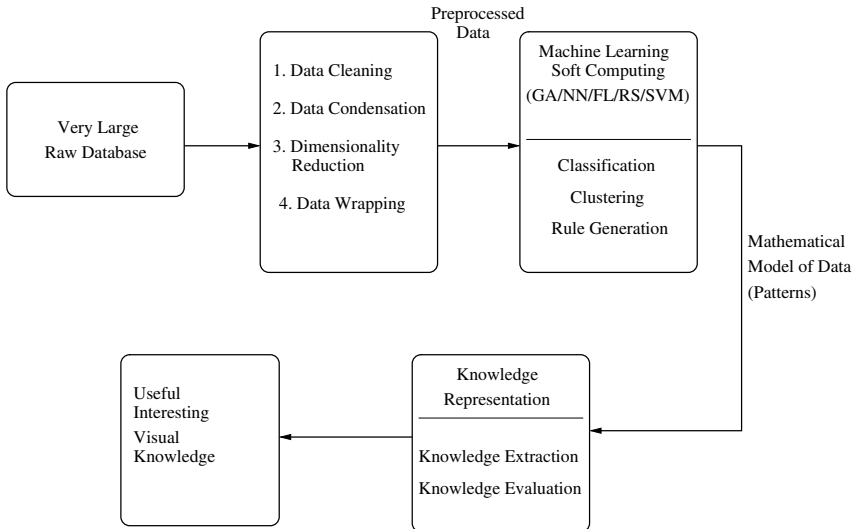 Very Large
Raw Database
1. Data Cleaning
2. Data Condensation
3. Dimensionality
Reduction
4. Data Wrapping
Preprocessed
Data
Machine Learning
Soft Computing
(GA/NN/FL/RS/SVM)
Classification
Clustering
Rule Generation
Mathematical
Model of Data
(Patterns)
Knowledge
Representation
Knowledge Extraction
Knowledge Evaluation
Useful
Interesting
Visual
Knowledge